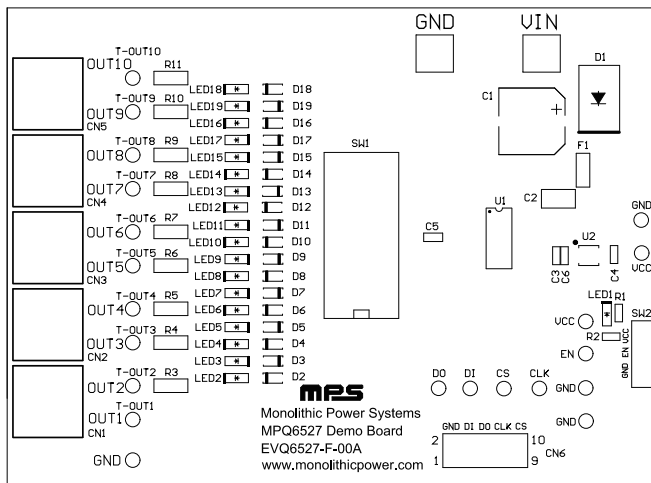 GND VIN
T-OUT10
OUT10 R11 D1
LED18 D18
T-OUT9 LED19 D19 C1 +
OUT9 R10 LED16 D16
CN5
LED17 D17
T-OUT8 SW1
OUT8 R9 LED15 D15 F1
T-OUT7 LED14 D14
OUT7 R8 LED13 D13
CN4 LED12 D12 C2 U1
T-OUT6 R7 GND
OUT6 LED11 D11
LED10 D10 C5 U2
T-OUT5 R6 LED9 D9
OUT5 LED8 D8 VCC
CN3 C3 C6 C4
LED7 D7
T-OUT4 R5 LED1 R1
OUT4 LED6 D6
T-OUT3 LED5 D5 VCC SW2
OUT3 R4 LED4 D4 R2
CN2 LED3 D3 EN GND EN VCC
T-OUT2 R3 LED2 D2
OUT2 DO DI CS CLK
mps
T-OUT1 GND
OUT1 Monolithic Power Systems
CN1 MPQ6527 Demo Board GND
GND DI DO CLK CS
EVQ6527-F-00A 2 10
CN6
GND www.monolithicpower.com 1 9